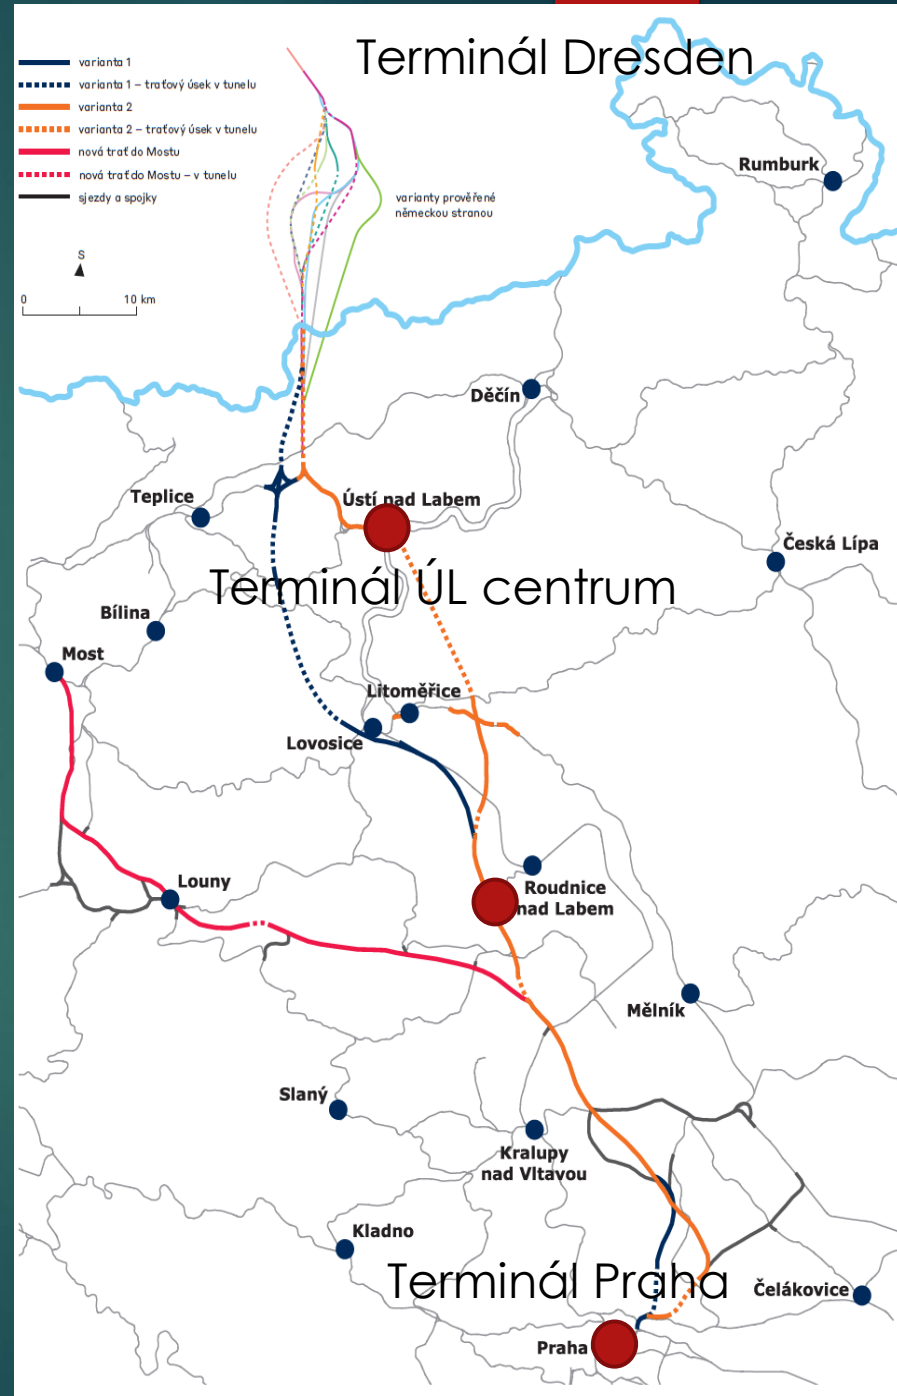 Terminál Dresden
varianta 1
varianta 1 – traťový úsek v tunelu
varianta 2
varianta 2 – traťový úsek v tunelu
nová trať do Mostu
nová trať do Mostu – v tunelu
sjezdy a spojky
S
0 10 km
varianty prověřené
německou stranou
Rumburk
Děčín
Teplice
Ústí nad Labem
Česká Lípa
Terminál ÚL centrum
Bílina
Most
Litoměřice
Lovosice
Louny
Roudnice
nad Labem
Mělník
Slaný
Kralupy
nad Vltavou
Kladno
Terminál Praha
Čelákovice
Praha